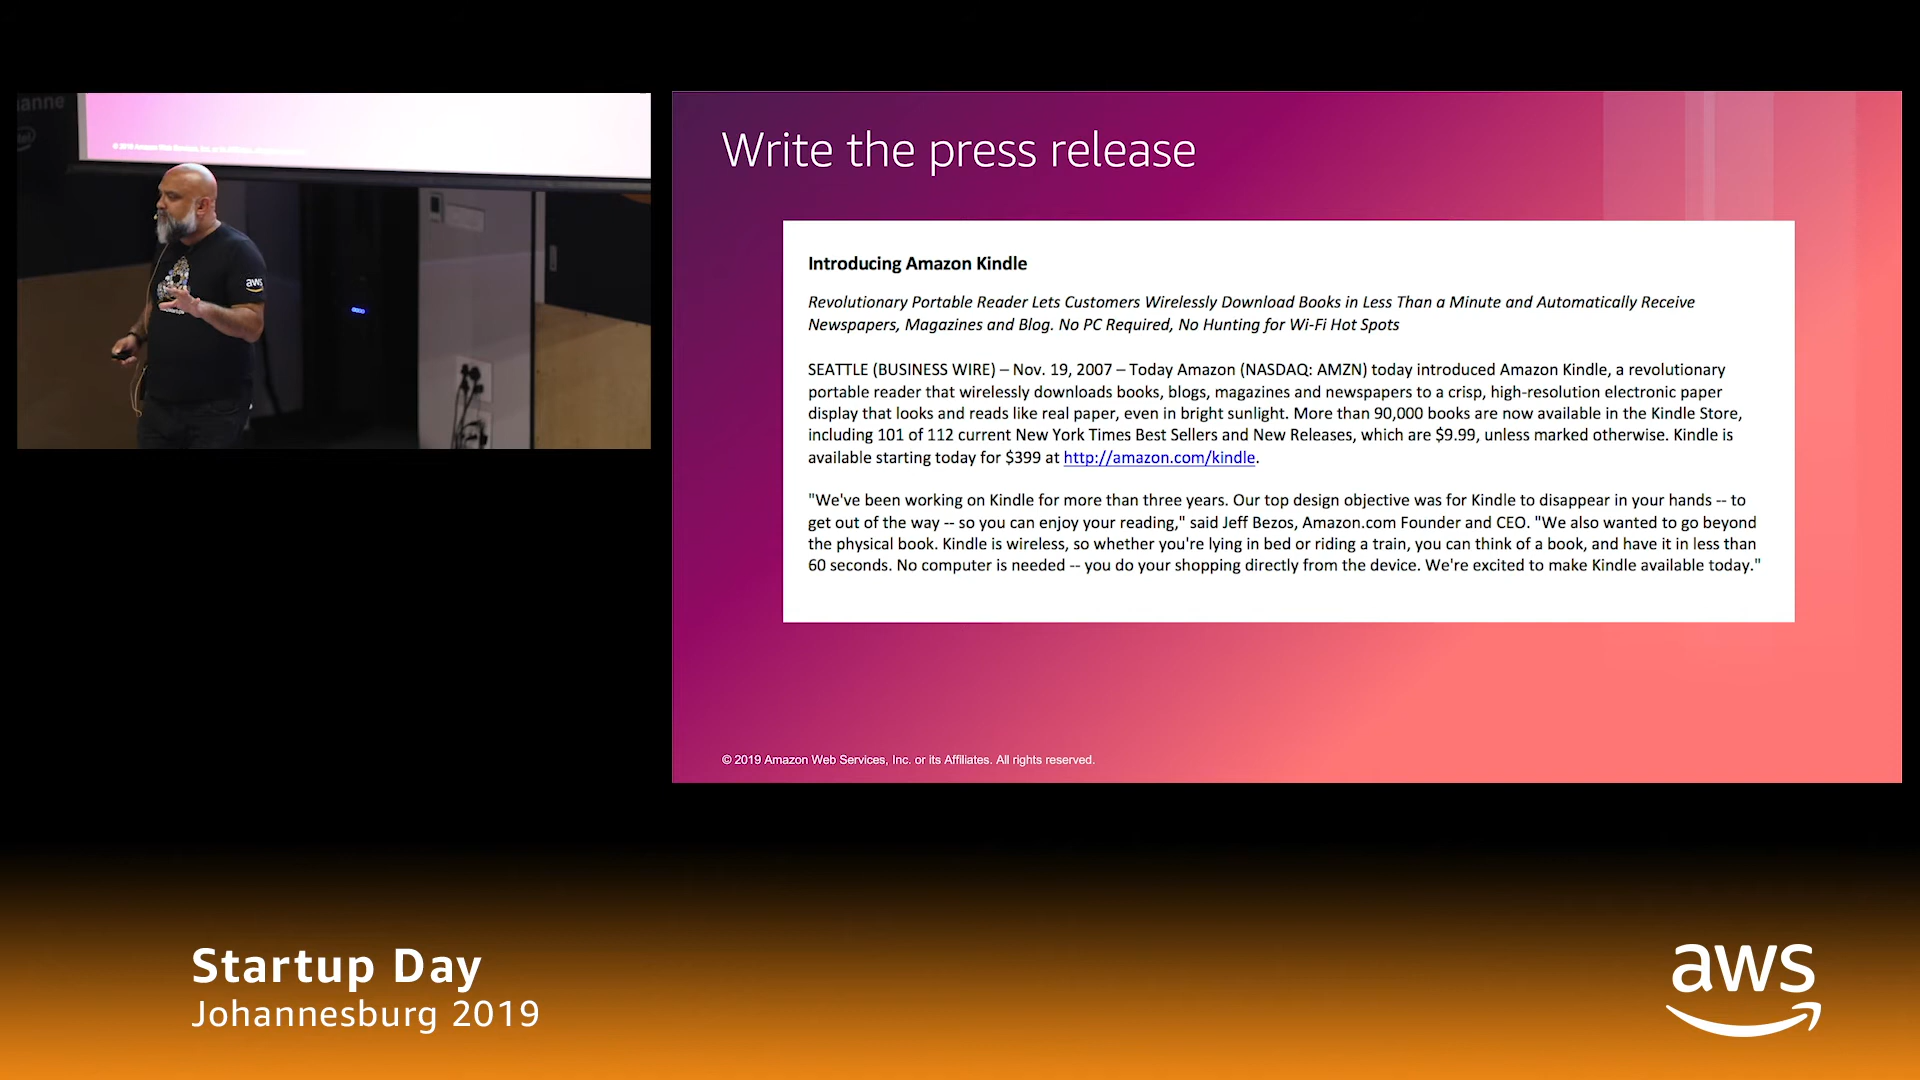 Write the press release
Introducing Amazon Kindle
Revolutionary Portable Reader Lets Customers Wirelessly Download Books in Less Than a Minute and Automatically Receive
Newspapers, Magazines and Blog. No PC Required, No Hunting for Wi-Fi Hot Spots
SEATTLE (BUSINESS WIRE) – Nov. 19, 2007 – Today Amazon (NASDAQ: AMZN) today introduced Amazon Kindle, a revolutionary
portable reader that wirelessly downloads books, blogs, magazines and newspapers to a crisp, high-resolution electronic paper
display that looks and reads like real paper, even in bright sunlight. More than 90,000 books are now available in the Kindle Store,
including 101 of 112 current New York Times Best Sellers and New Releases, which are $9.99, unless marked otherwise. Kindle is
available starting today for $399 at http://amazon.com/kindle.
"We've been working on Kindle for more than three years. Our top design objective was for Kindle to disappear in your hands -- to
get out of the way -- so you can enjoy your reading," said Jeff Bezos, Amazon.com Founder and CEO. "We also wanted to go beyond
the physical book. Kindle is wireless, so whether you're lying in bed or riding a train, you can think of a book, and have it in less than
60 seconds. No computer is needed -- you do your shopping directly from the device. We're excited to make Kindle available today."
© 2019 Amazon Web Services, Inc. or its Affiliates. All rights reserved.
aws
Startup Day
Johannesburg 2019
aws